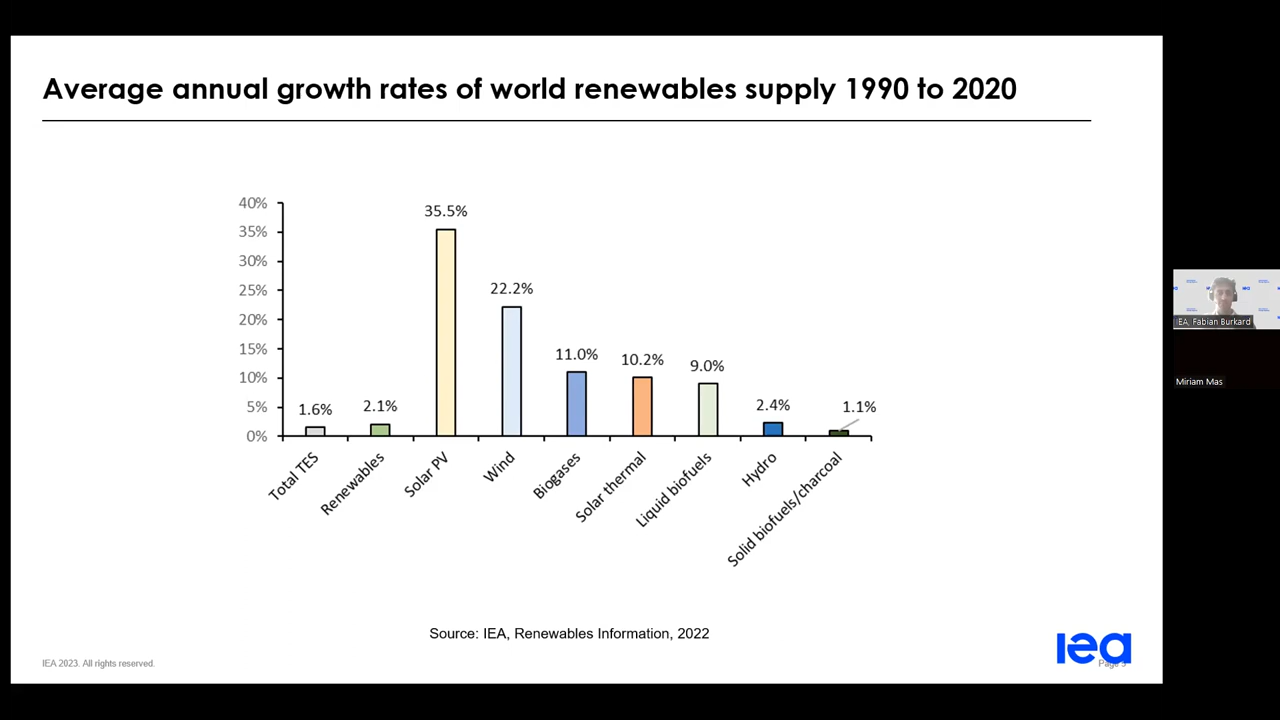 Average annual growth rates of world renewables supply 1990 to 2020
40%
35%
30%
25%
20%
15%
10%
5%
0%
1.6%
2.1%
35.5%
22.2%
11.0%
10.2%
9.0%
2.4%
1.1%
Total TES
Renewables
Solar PV
Wind
Biogases
Solar thermal
Liquid biofuels
Hydro
Solid biofuels/charcoal
Source: IEA, Renewables Information, 2022
IEA 2023. All rights reserved.
iea
Page
IEA, Fabian Burkard
Miriam Mas